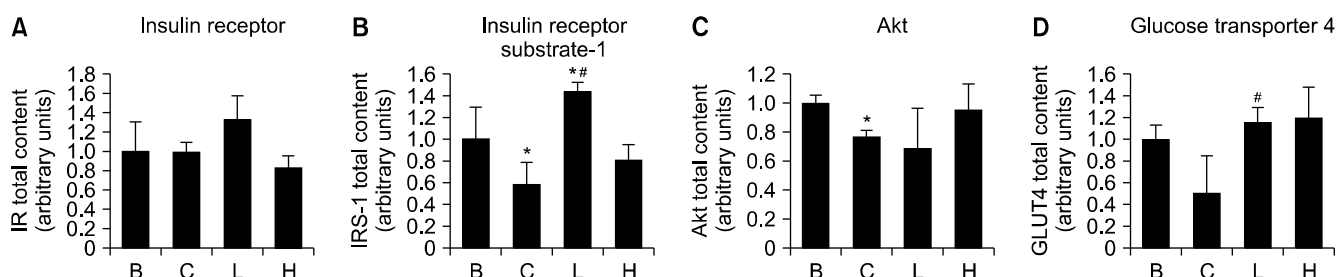 A
Insulin receptor
IR total content
(arbitrary units)
1.8
1.6
1.4
1.2
1.0
0.8
0.6
0.4
0.2
0
B C L H
B
Insulin receptor
substrate-1
IRS-1 total content
(arbitrary units)
1.6
1.4
1.2
1.0
0.8
0.6
0.4
0.2
0
*
*#
B C L H
C
Akt
Akt total content
(arbitrary units)
1.2
1.0
0.8
0.6
0.4
0.2
0
*
B C L H
D
Glucose transporter 4
GLUT4 total content
(arbitrary units)
1.6
1.4
1.2
1.0
0.8
0.6
0.4
0.2
0
#
B C L H